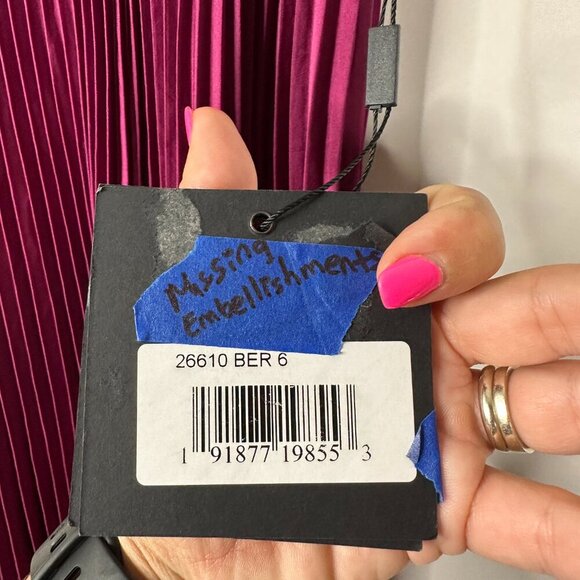 Missing
Embellishments
26610 BER 6
1 91877 19855 3